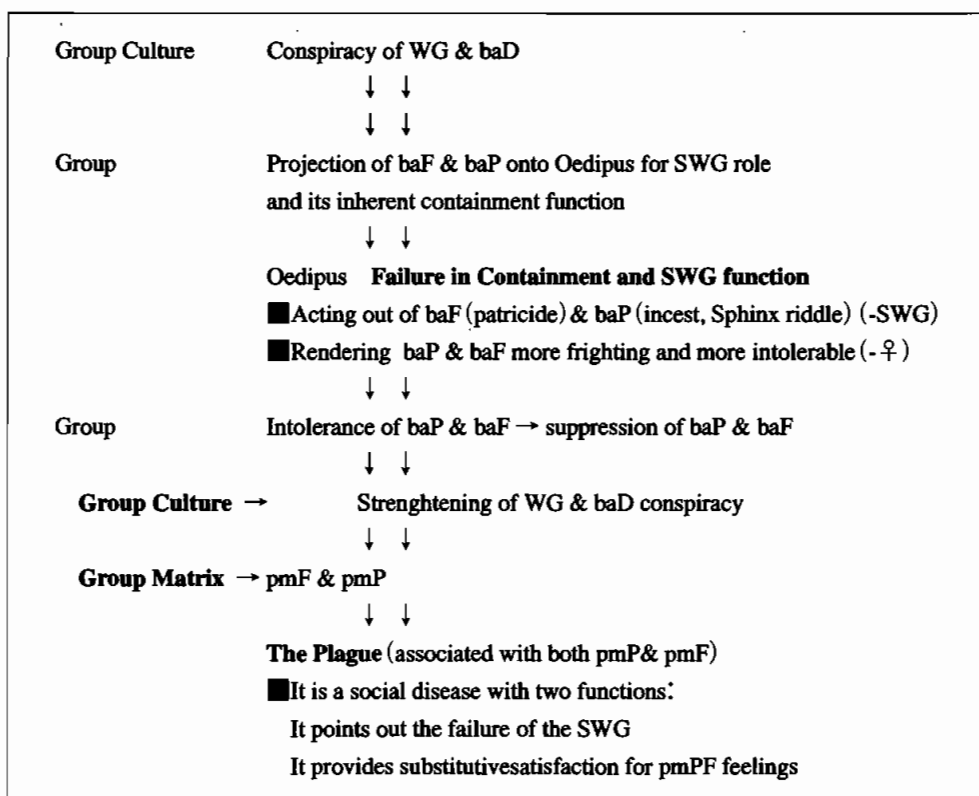 Group Culture Conspiracy of WG & baD
↓ ↓
↓ ↓
Group Projection of baF & baP onto Oedipus for SWG role
and its inherent containment function
↓ ↓
Oedipus Failure in Containment and SWG function
■Acting out of baF(patricide) & baP(incest, Sphinx riddle) (-SWG)
■Rendering baP & baF more frighting and more intolerable (-♀)
↓ ↓
Group Intolerance of baP & baF → suppression of baP & baF
↓ ↓
Group Culture → Strenghtening of WG & baD conspiracy
↓ ↓
Group Matrix → pmF & pmP
↓ ↓
The Plague (associated with both pmP& pmF)
■It is a social disease with two functions:
It points out the failure of the SWG
It provides substitutivesatisfaction for pmPF feelings